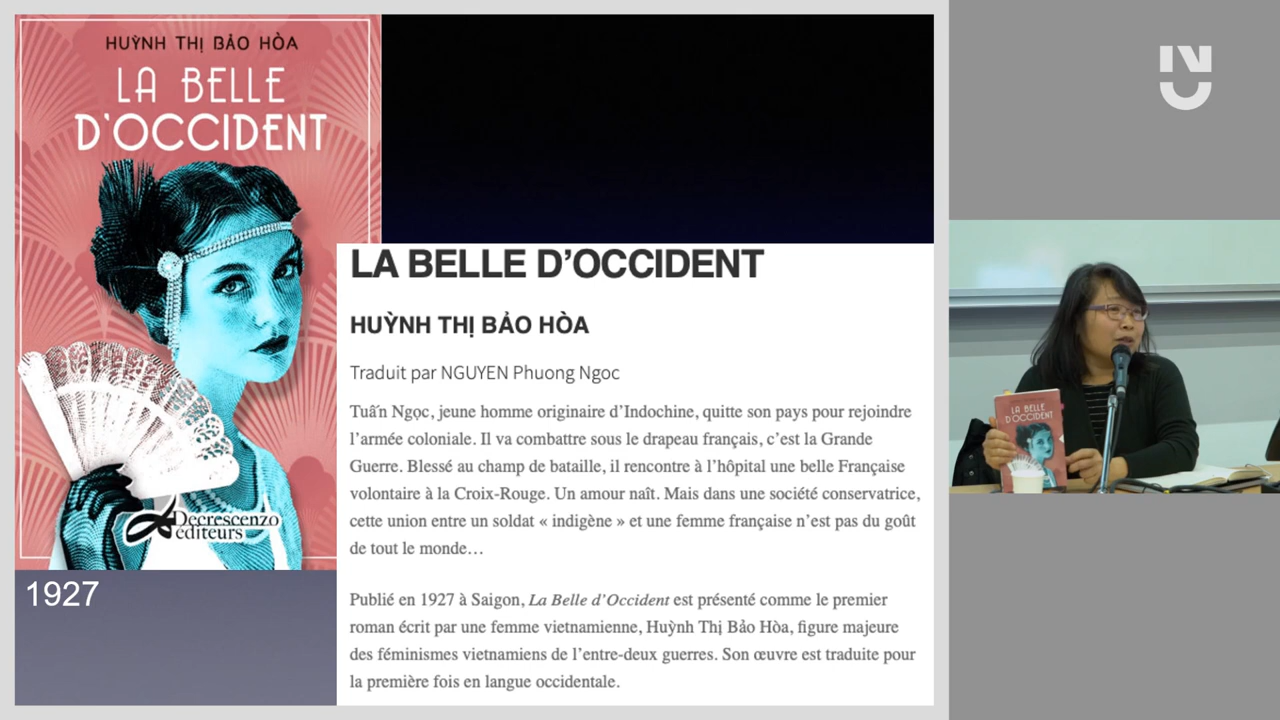 HUỲNH THỊ BẢO HÒA
LA BELLE
D'OCCIDENT
Decrescenzo
éditeurs
1927
LA BELLE D’OCCIDENT
HUỲNH THỊ BẢO HÒA
Traduit par NGUYEN Phuong Ngoc
Tuấn Ngọc, jeune homme originaire d’Indochine, quitte son pays pour rejoindre
l’armée coloniale. Il va combattre sous le drapeau français, c’est la Grande
Guerre. Blessé au champ de bataille, il rencontre à l’hôpital une belle Française
volontaire à la Croix-Rouge. Un amour naît. Mais dans une société conservatrice,
cette union entre un soldat « indigène » et une femme française n’est pas du goût
de tout le monde…
Publié en 1927 à Saigon, La Belle d’Occident est présenté comme le premier
roman écrit par une femme vietnamienne, Huỳnh Thị Bảo Hòa, figure majeure
des féminismes vietnamiens de l’entre-deux guerres. Son œuvre est traduite pour
la première fois en langue occidentale.
LA BELLE
D'OCCIDENT